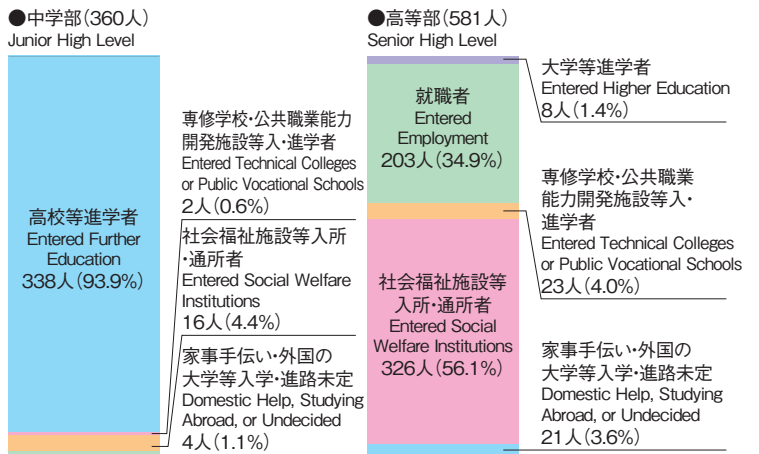 ●中学部(360人)
Junior High Level
高校等進学者
Entered Further
Education
338人(93.9%)
専修学校・公共職業能力
開発施設等入・進学者
Entered Technical Colleges
or Public Vocational Schools
2人(0.6%)
社会福祉施設等入所
・通所者
Entered Social Welfare
Institutions
16人(4.4%)
家事手伝い・外国の
大学等入学・進路未定
Domestic Help, Studying
Abroad, or Undecided
4人(1.1%)
●高等部(581人)
Senior High Level
就職者
Entered
Employment
203人(34.9%)
社会福祉施設等
入所・通所者
Entered Social
Welfare Institutions
326人(56.1%)
大学等進学者
Entered Higher Education
8人(1.4%)
専修学校・公共職業
能力開発施設等入・
進学者
Entered Technical Colleges
or Public Vocational Schools
23人(4.0%)
家事手伝い・外国の
大学等入学・進路未定
Domestic Help, Studying
Abroad, or Undecided
21人(3.6%)